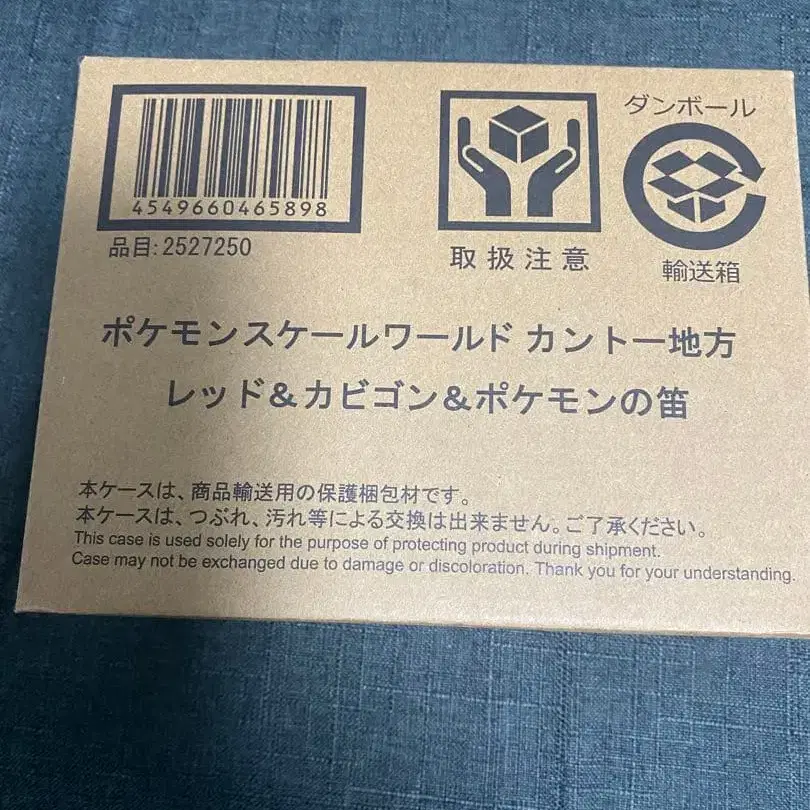 4549660465898
品目:2527250
取扱注意
ダンボール
輸送箱
ポケモンスケールワールド カントー地方
レッド&カビゴン&ポケモンの笛
本ケースは、商品輸送用の保護梱包材です。
本ケースは、つぶれ、汚れ等による交換は出来ません。ご了承ください。
This case is used solely for the purpose of protecting product during shipment.
Case may not be exchanged due to damage or discoloration. Thank you for your understanding.